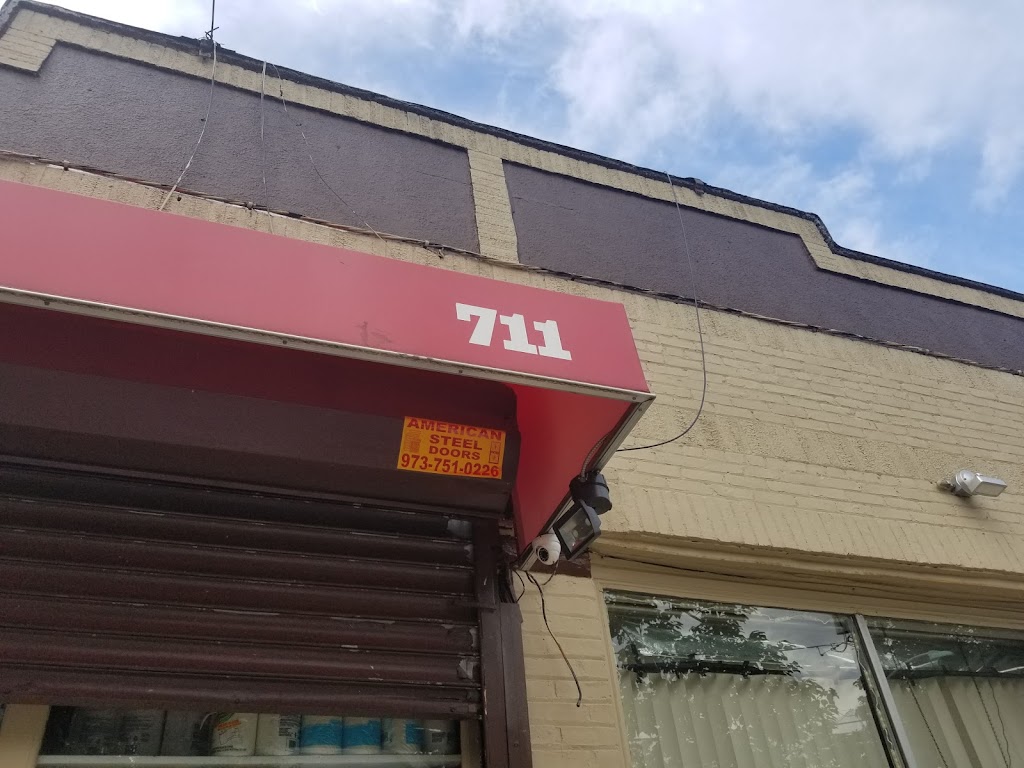 711
AMERICAN
STEEL
DOORS
973-751-0226